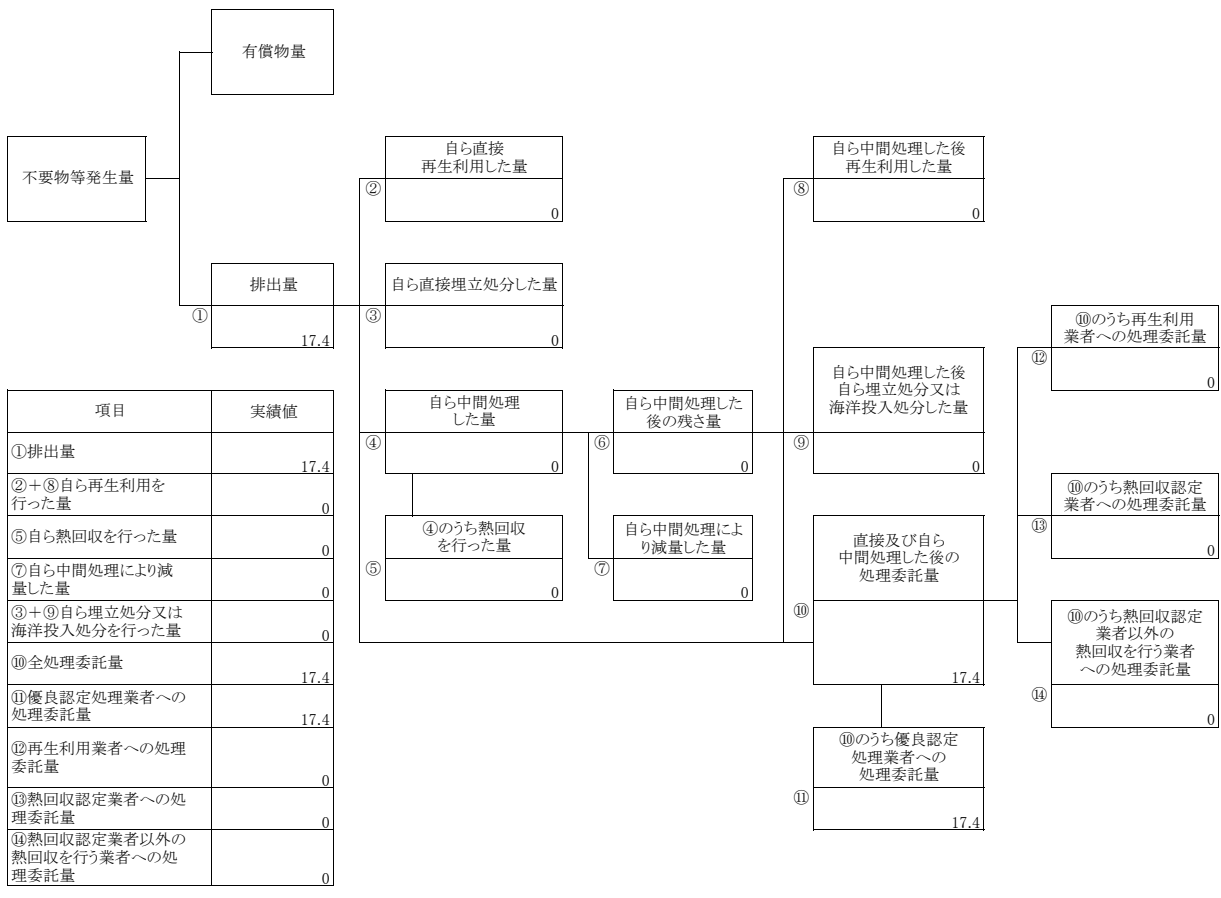 有償物量
不要物等発生量
自ら直接
再生利用した量
②
0
自ら中間処理した後
再生利用した量
⑧
0
排出量
①
17.4
自ら直接埋立処分した量
③
0
⑩のうち再生利用
業者への処理委託量
⑫
0
自ら中間処理した後
自ら埋立処分又は
海洋投入処分した量
⑨
0
自ら中間処理
した量
④
0
自ら中間処理した
後の残さ量
⑥
0
⑩のうち熱回収認定
業者への処理委託量
⑬
0
④のうち熱回収
を行った量
⑤
0
自ら中間処理によ
り減量した量
⑦
0
直接及び自ら
中間処理した後の
処理委託量
⑩
17.4
⑩のうち熱回収認定
業者以外の
熱回収を行う業者
への処理委託量
⑭
0
⑩のうち優良認定
処理業者への
処理委託量
⑪
17.4
項目 実績値
①排出量
17.4
②＋⑧自ら再生利用を
行った量
0
⑤自ら熱回収を行った量
0
⑦自ら中間処理により減
量した量
0
③＋⑨自ら埋立処分又は
海洋投入処分を行った量
0
⑩全処理委託量
17.4
⑪優良認定処理業者への
処理委託量
17.4
⑫再生利用業者への処理
委託量
0
⑬熱回収認定業者への処
理委託量
0
⑭熱回収認定業者以外の
熱回収を行う業者への処
理委託量
0